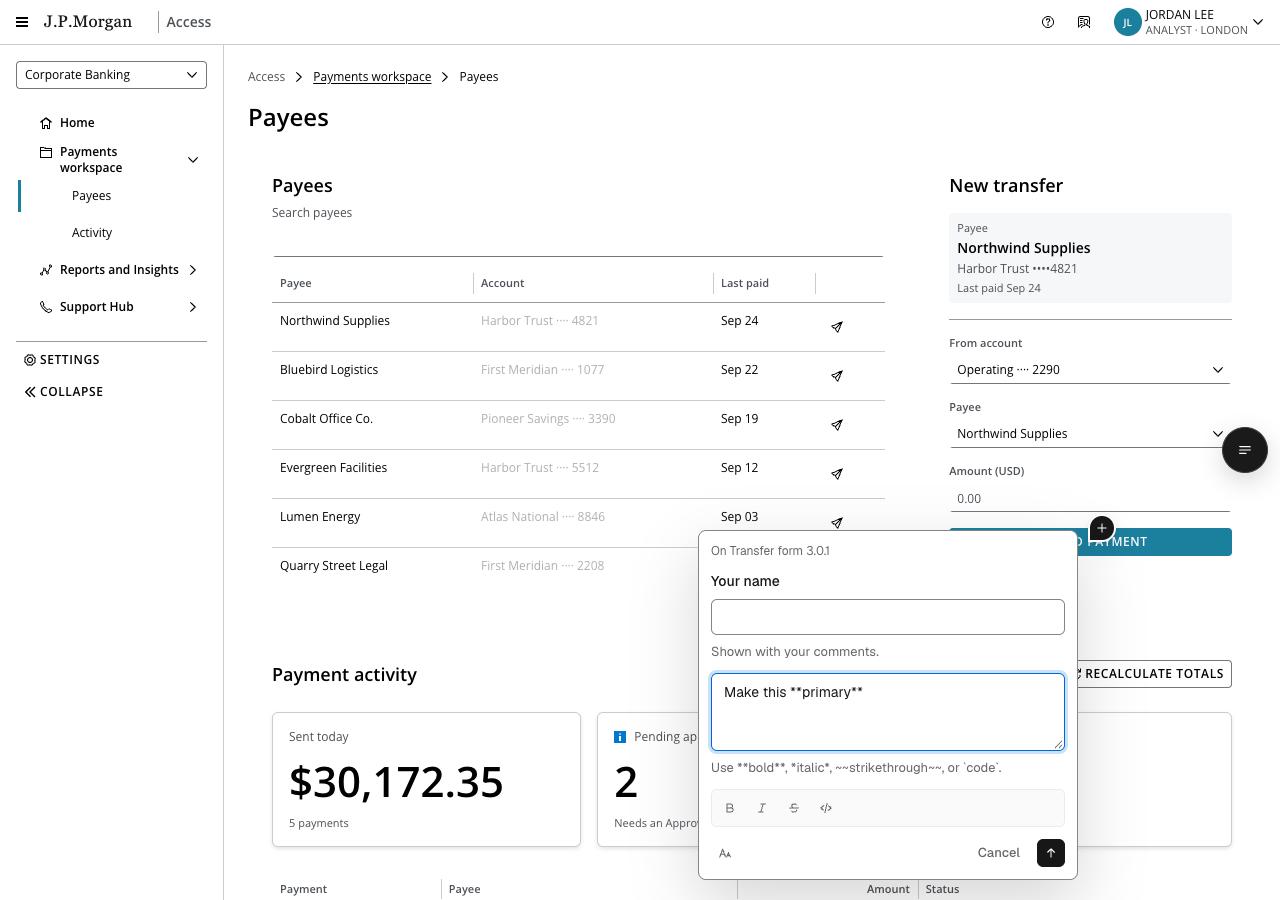 J.P.Morgan
Access
JL
JORDAN LEE
ANALYST · LONDON
Corporate Banking
Home
Payments
workspace
Payees
Activity
Reports and Insights
Support Hub
SETTINGS
COLLAPSE
Access
Payments workspace
Payees
Payees
Payees
Search payees
Payee Account Last paid
Northwind Supplies Harbor Trust ···· 4821 Sep 24
Bluebird Logistics First Meridian ···· 1077 Sep 22
Cobalt Office Co. Pioneer Savings ···· 3390 Sep 19
Evergreen Facilities Harbor Trust ···· 5512 Sep 12
Lumen Energy Atlas National ···· 8846 Sep 03
Quarry Street Legal First Meridian ···· 2208
New transfer
Payee
Northwind Supplies
Harbor Trust ••••4821
Last paid Sep 24
From account
Operating ···· 2290
Payee
Northwind Supplies
Amount (USD)
0.00
PAYMENT
On Transfer form 3.0.1
Your name
Shown with your comments.
Make this **primary**
Use **bold**, *italic*, ~~strikethrough~~, or `code`.
B I S </>
AA
Cancel
Payment activity
RECALCULATE TOTALS
Sent today
$30,172.35
5 payments
Pending ap
2
Needs an Appro
Payment Payee Amount Status